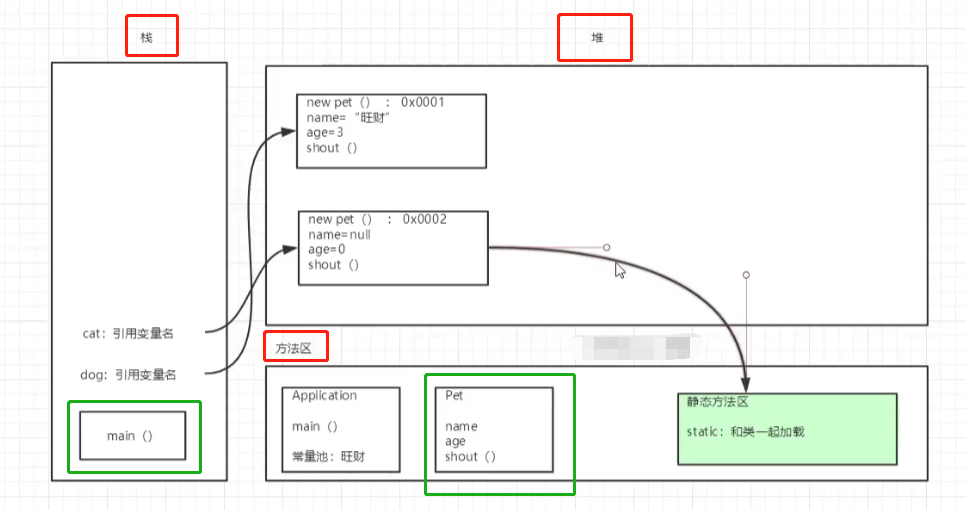 栈
堆
new pet（） ： 0x0001
name= “旺财”
age=3
shout（）
new pet（） ： 0x0002
name=null
age=0
shout（）
cat：引用变量名
dog：引用变量名
main（）
方法区
Application
main（）
常量池：旺财
Pet
name
age
shout（）
静态方法区
static：和类一起加载